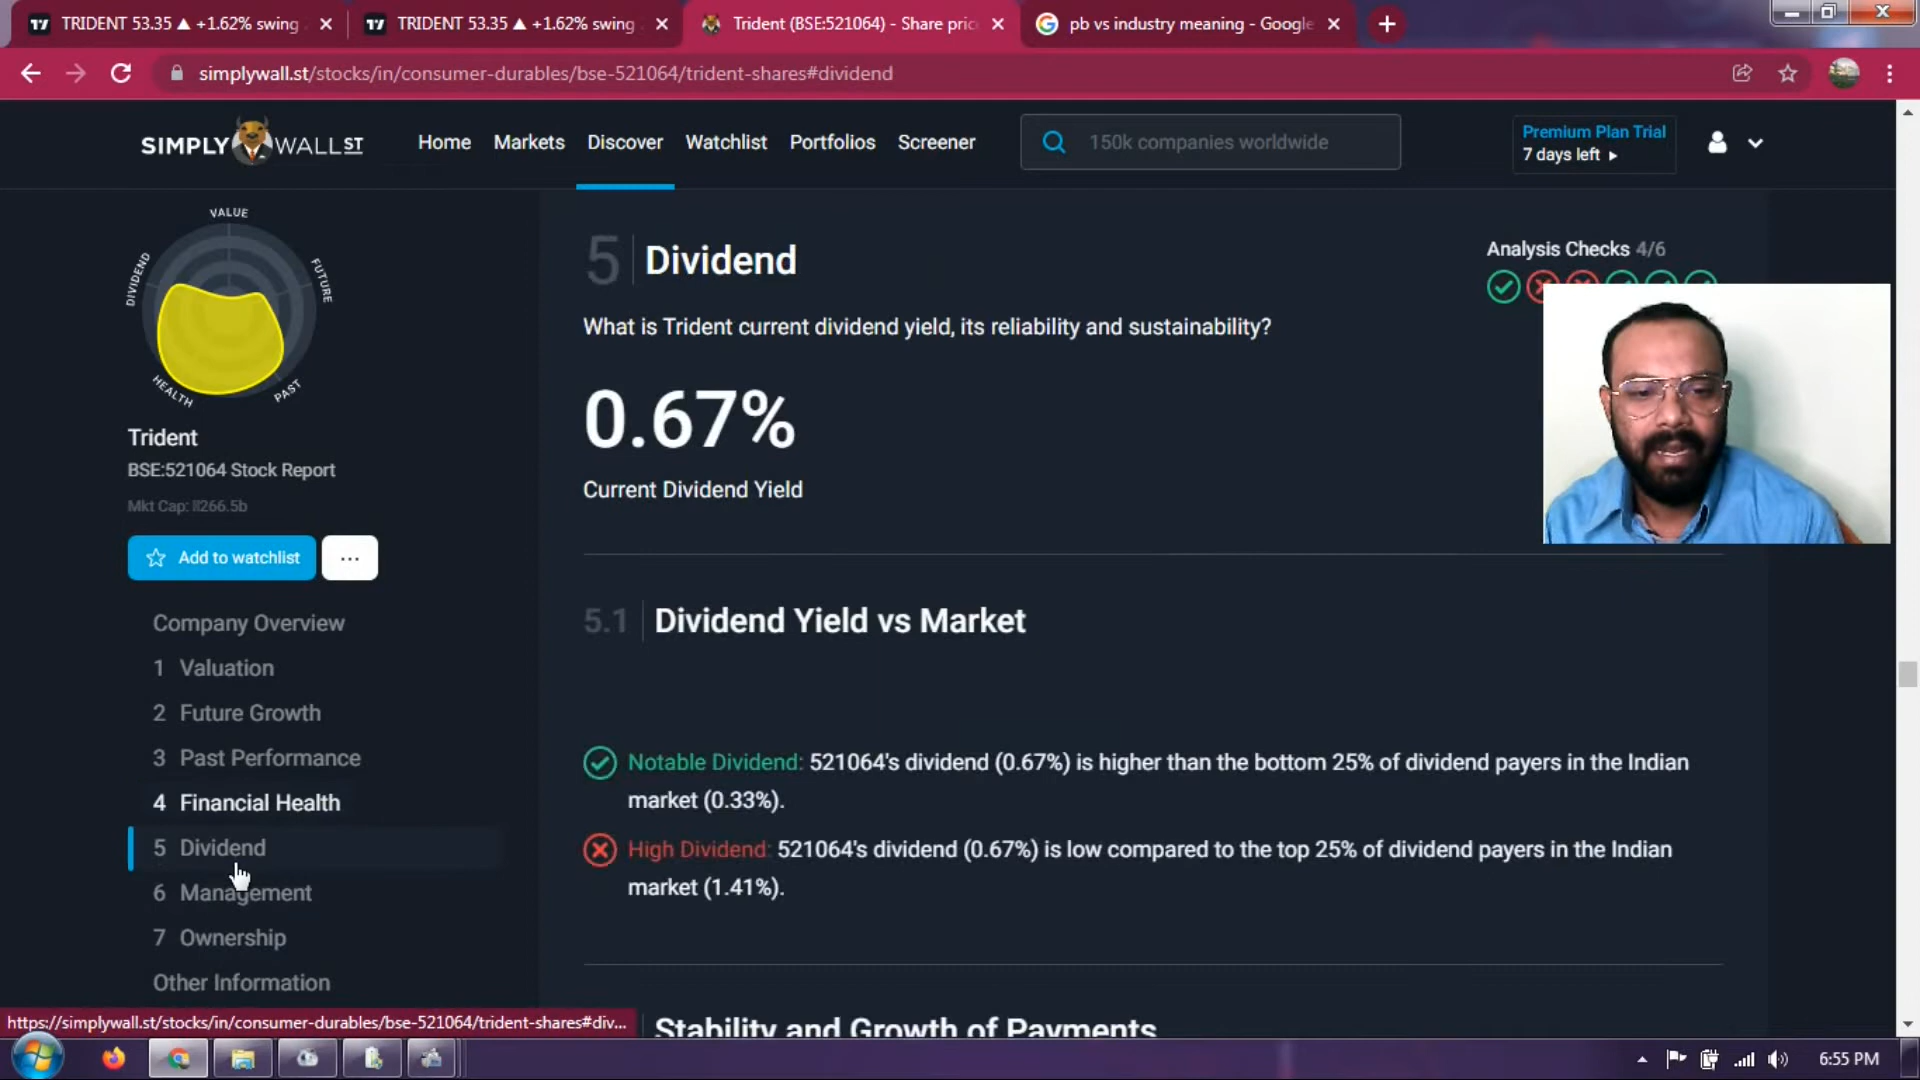 TRIDENT 53.35 ▲ +1.62% swing
TRIDENT 53.35 ▲ +1.62% swing
Trident (BSE:521064) - Share pric
pb vs industry meaning - Google
simplywall.st/stocks/in/consumer-durables/bse-521064/trident-shares#dividend
SIMPLY WALL ST
Home
Markets
Discover
Watchlist
Portfolios
Screener
150k companies worldwide
Premium Plan Trial
7 days left ▸
VALUE
FUTURE
PAST
HEALTH
DIVIDEND
Trident
BSE:521064 Stock Report
Mkt Cap: ll266.5b
Add to watchlist
...
Company Overview
1 Valuation
2 Future Growth
3 Past Performance
4 Financial Health
5 Dividend
6 Management
7 Ownership
Other Information
5 Dividend
Analysis Checks 4/6
What is Trident current dividend yield, its reliability and sustainability?
0.67%
Current Dividend Yield
5.1 Dividend Yield vs Market
Notable Dividend: 521064's dividend (0.67%) is higher than the bottom 25% of dividend payers in the Indian
market (0.33%).
High Dividend: 521064's dividend (0.67%) is low compared to the top 25% of dividend payers in the Indian
market (1.41%).
Stability and Growth of Payments
https://simplywall.st/stocks/in/consumer-durables/bse-521064/trident-shares#div...
6:55 PM